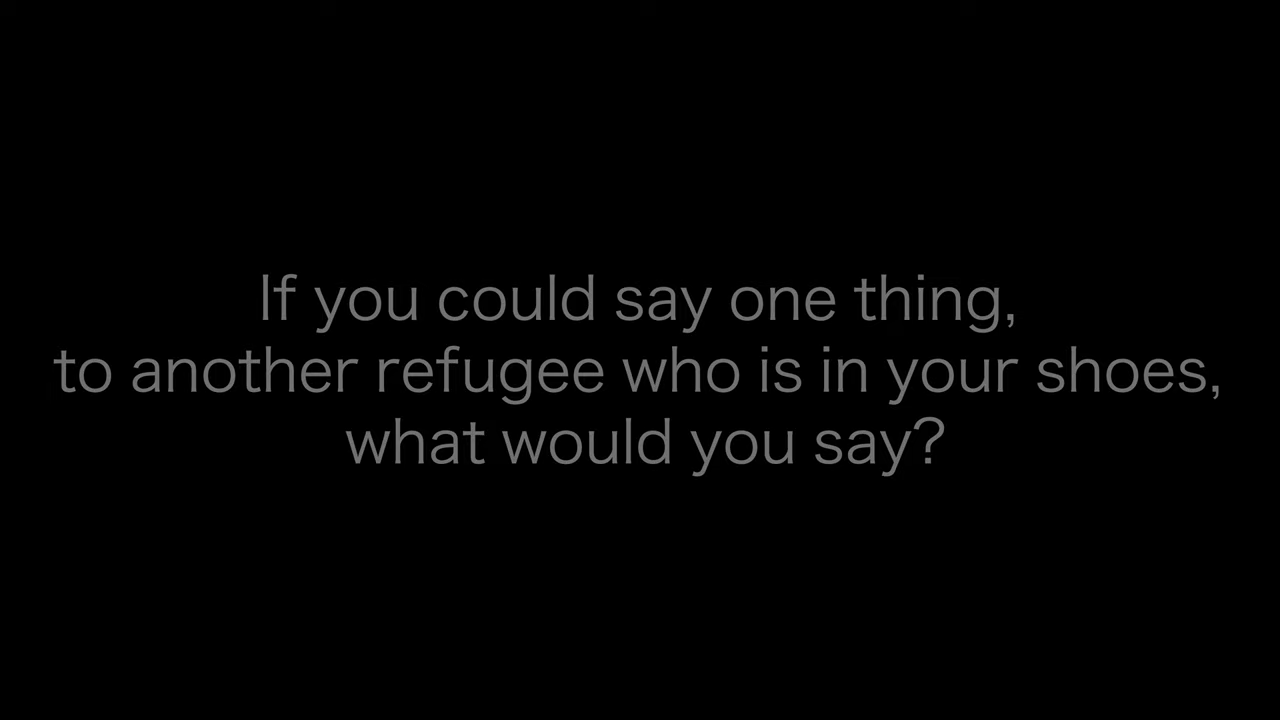 If you could say one thing,
to another refugee who is in your shoes,
what would you say?